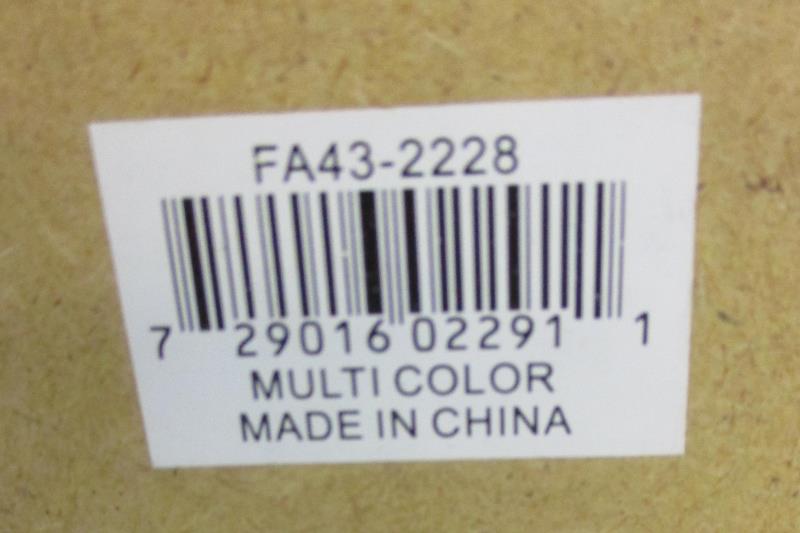 FA43-2228
7 29016 02291 1
MULTI COLOR
MADE IN CHINA